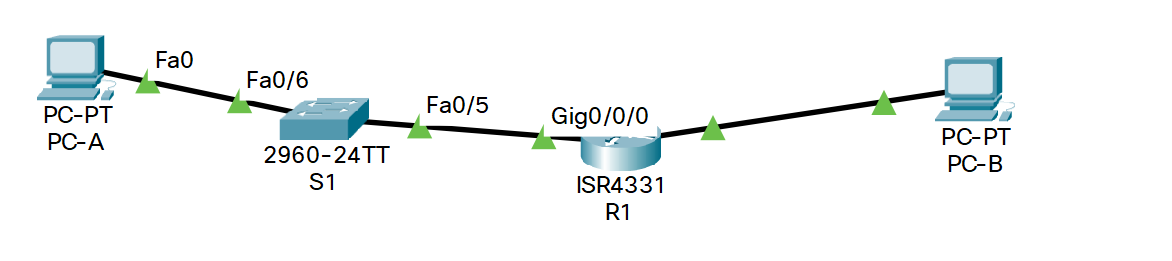 Fa0
Fa0/6
PC-PT
PC-A
Fa0/5
2960-24TT
S1
Gig0/0/0
ISR4331
R1
PC-PT
PC-B